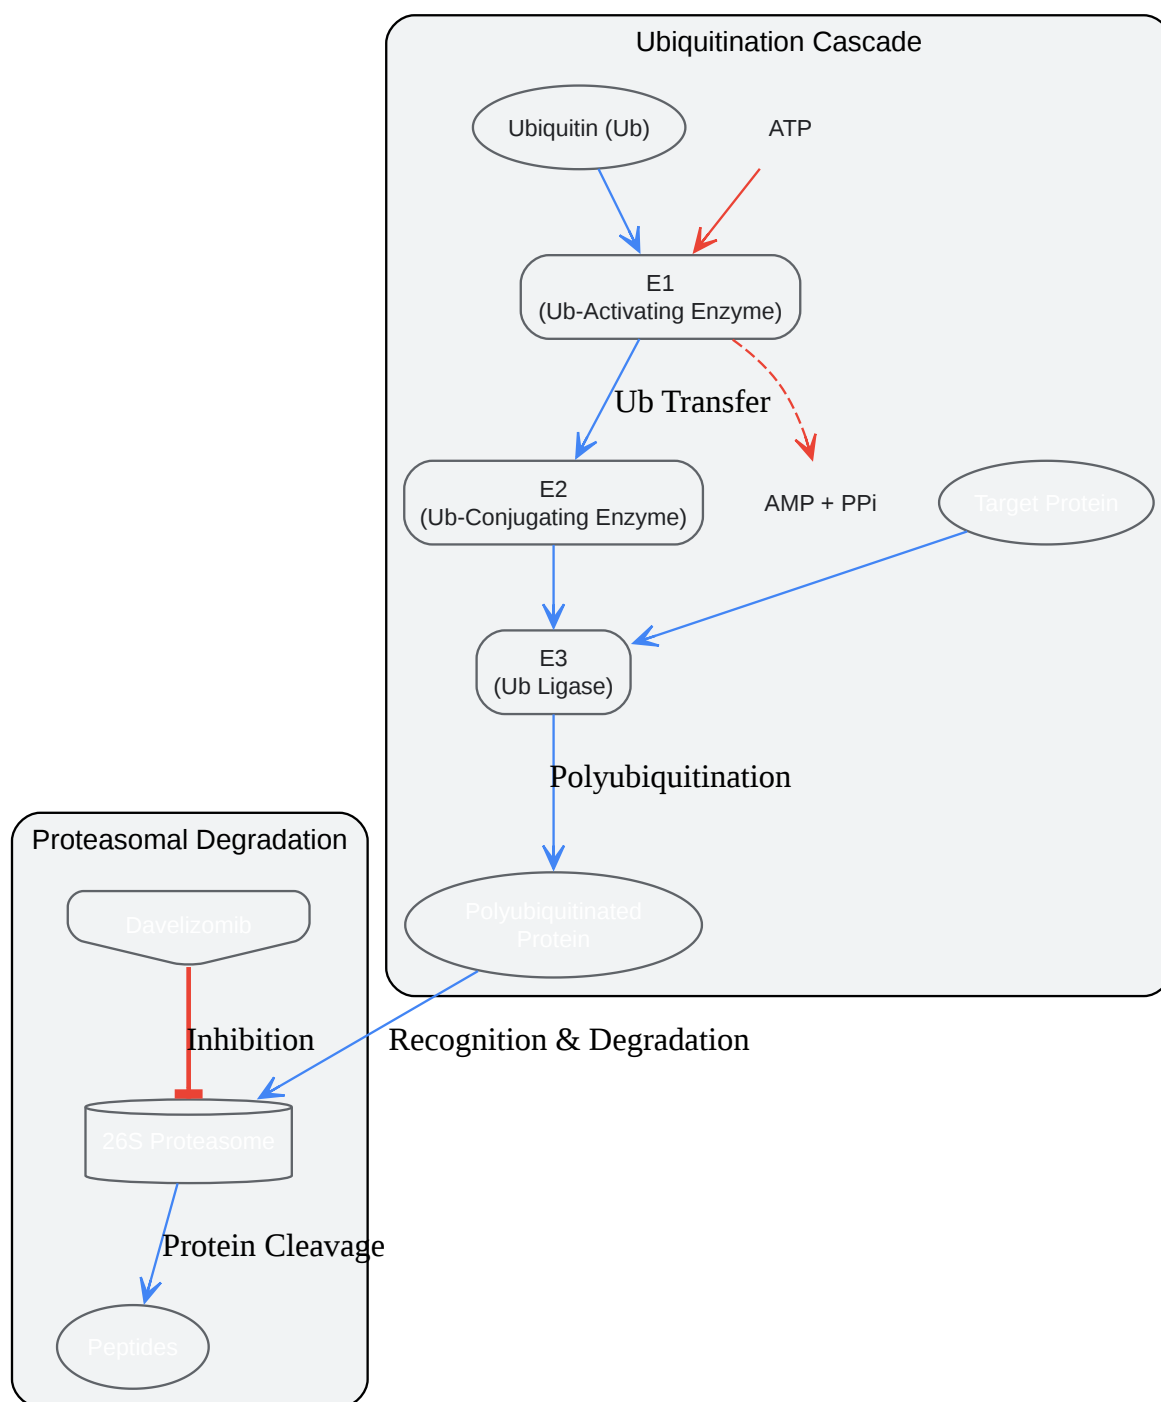 Ubiquitination Cascade
Ubiquitin (Ub)
ATP
E1
(Ub-Activating Enzyme)
Ub Transfer
E2
(Ub-Conjugating Enzyme)
AMP + PPi
Target Protein
E3
(Ub Ligase)
Polyubiquitination
Proteasomal Degradation
Davelizomib
Polyubiquitinated
Protein
Inhibition
Recognition & Degradation
26S Proteasome
Protein Cleavage
Peptides